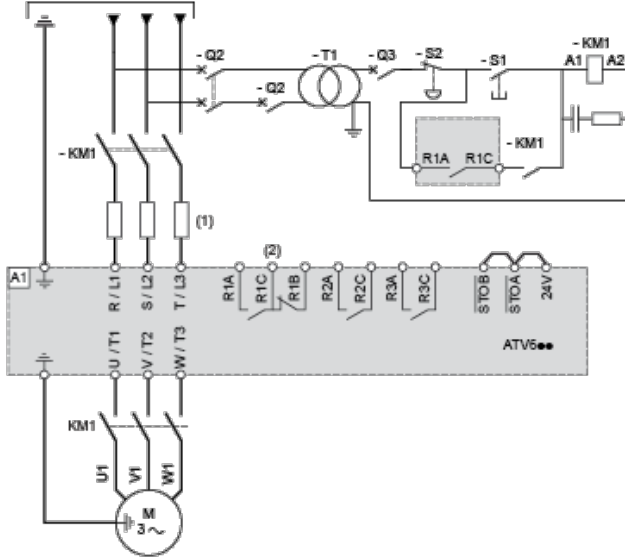 - Q2
- T1
- Q3
- S2
- S1
- KM1
A1
A2
- Q2
- KM1
R1A
R1C
- KM1
(1)
(2)
A1
R / L1
S / L2
T / L3
R1A
R1C
R1B
R2A
R2C
R3A
R3C
STOB
STOA
24V
U / T1
V / T2
W / T3
ATV6●●
KM1
U1
V1
W1
M
3 ~